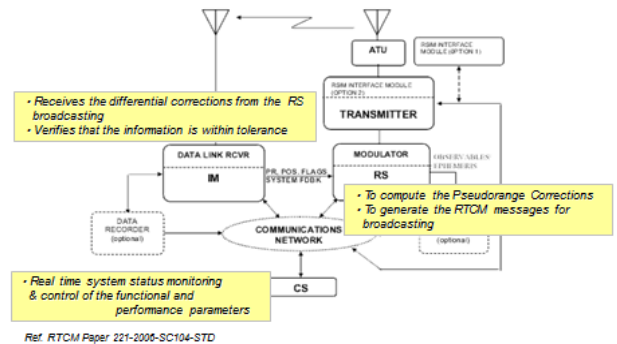 ATU
RSIM INTERFACE
MODULE (OPTION 1)
RSIM INTERFACE MODULE
(OPTION 2)
TRANSMITTER
• Receives the differential corrections from the RS
broadcasting
• Verifies that the information is within tolerance
DATA LINK RCVR
IM
PR, POS, FLAGS,
SYSTEM FDBK
MODULATOR
RS
OBSERVABLES/
EPHEMERIS
• To compute the Pseudorange Corrections
• To generate the RTCM messages for
broadcasting
DATA
RECORDER
(optional)
COMMUNICATIONS
NETWORK
(optional)
• Real time system status monitoring
& control of the functional and
performance parameters
CS
Ref. RTCM Paper 221-2006-SC104-STD